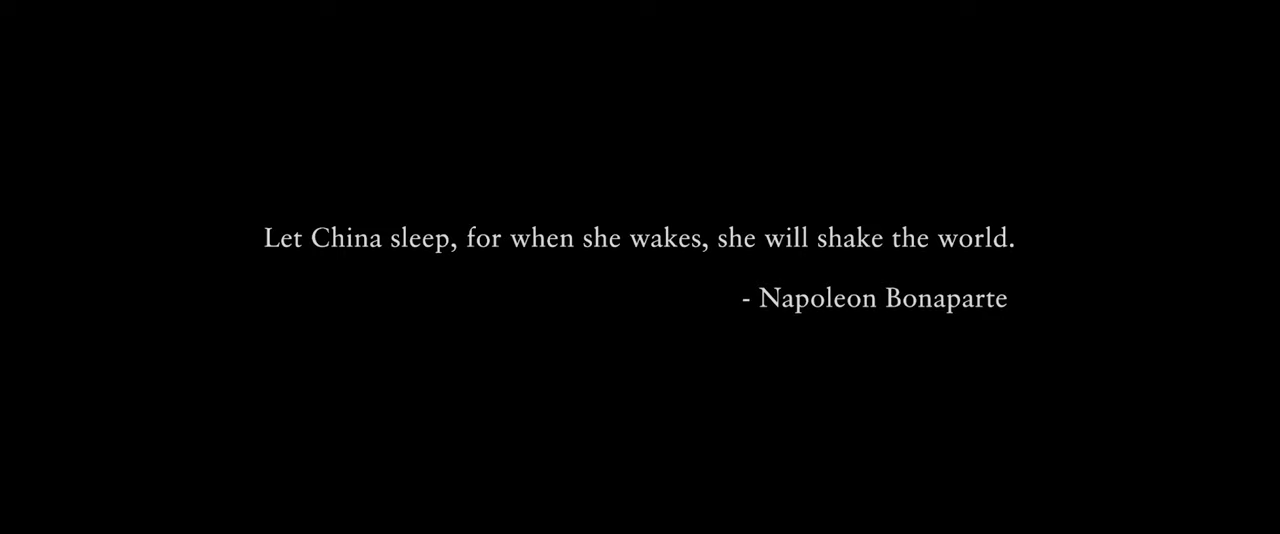 Let China sleep, for when she wakes, she will shake the world.
- Napoleon Bonaparte